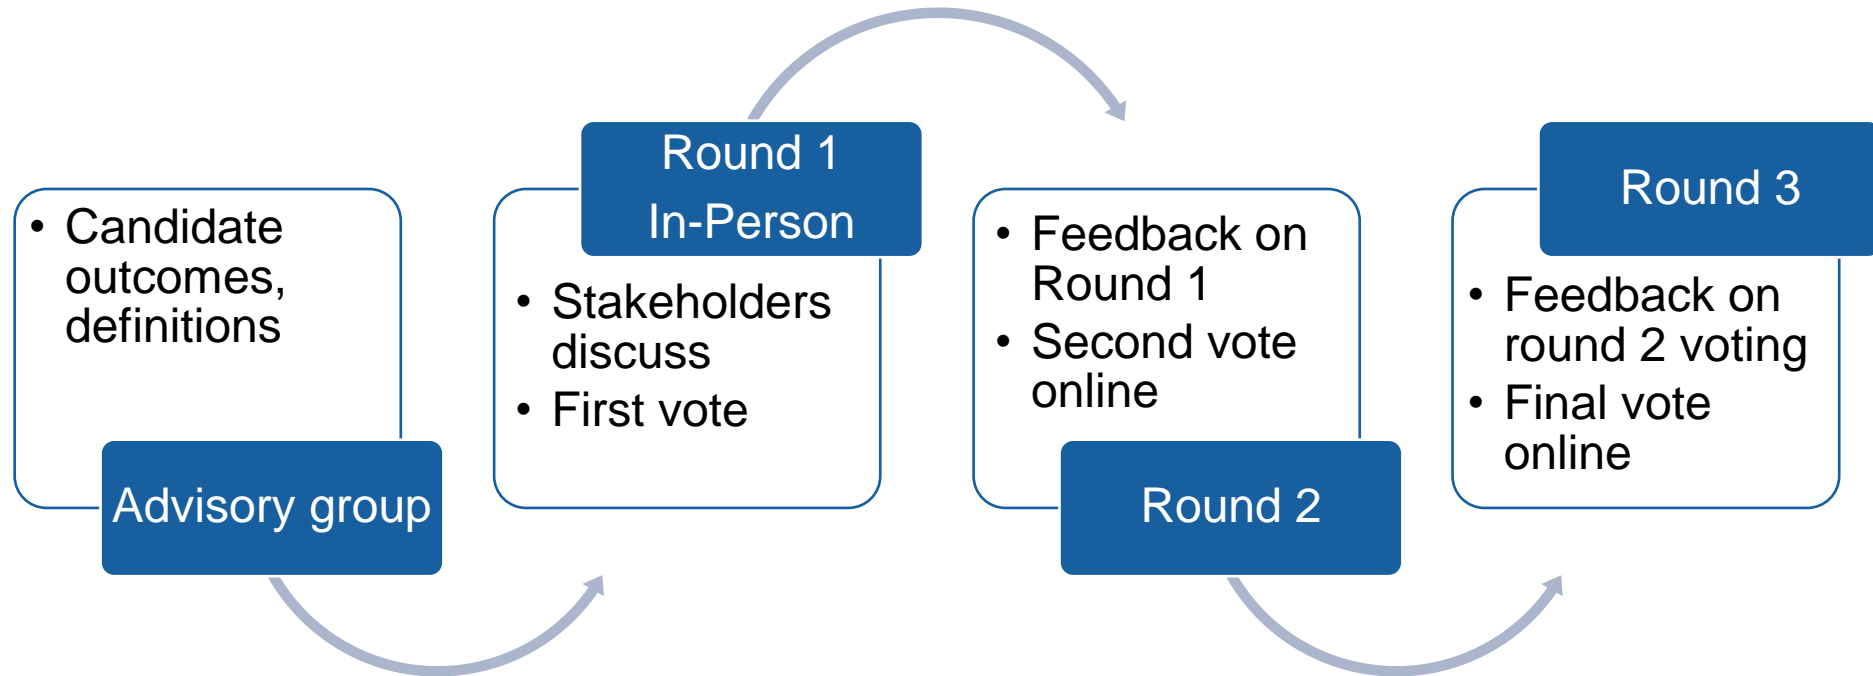 • Candidate
outcomes,
definitions
Advisory group
Round 1
In-Person
• Stakeholders
discuss
• First vote
• Feedback on
Round 1
• Second vote
online
Round 2
Round 3
• Feedback on
round 2 voting
• Final vote
online